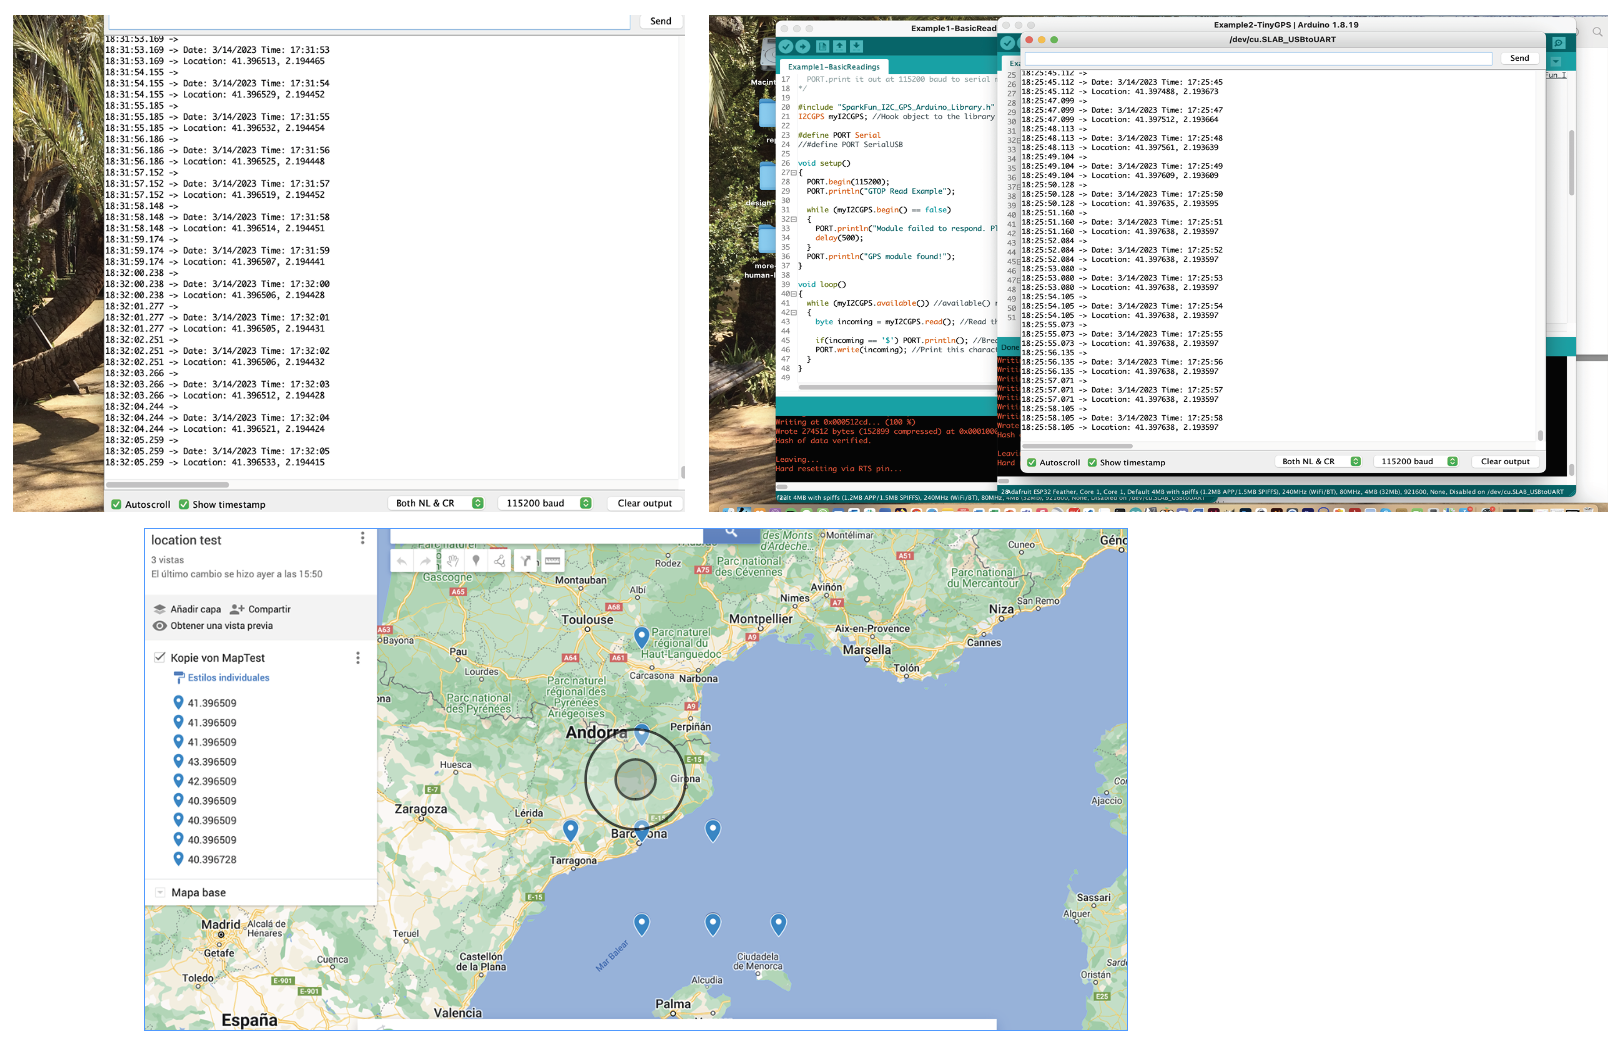 Send
18:31:53.169 ->
18:31:53.169 -> Date: 3/14/2023 Time: 17:31:53
18:31:53.169 -> Location: 41.396513, 2.194465
18:31:54.155 ->
18:31:54.155 -> Date: 3/14/2023 Time: 17:31:54
18:31:54.155 -> Location: 41.396529, 2.194452
18:31:55.185 ->
18:31:55.185 -> Date: 3/14/2023 Time: 17:31:55
18:31:55.185 -> Location: 41.396532, 2.194454
18:31:56.186 ->
18:31:56.186 -> Date: 3/14/2023 Time: 17:31:56
18:31:56.186 -> Location: 41.396525, 2.194448
18:31:57.152 ->
18:31:57.152 -> Date: 3/14/2023 Time: 17:31:57
18:31:57.152 -> Location: 41.396519, 2.194452
18:31:58.148 ->
18:31:58.148 -> Date: 3/14/2023 Time: 17:31:58
18:31:58.148 -> Location: 41.396514, 2.194451
18:31:59.174 ->
18:31:59.174 -> Date: 3/14/2023 Time: 17:31:59
18:31:59.174 -> Location: 41.396507, 2.194441
18:32:00.238 ->
18:32:00.238 -> Date: 3/14/2023 Time: 17:32:00
18:32:00.238 -> Location: 41.396506, 2.194428
18:32:01.277 ->
18:32:01.277 -> Date: 3/14/2023 Time: 17:32:01
18:32:01.277 -> Location: 41.396505, 2.194431
18:32:02.251 ->
18:32:02.251 -> Date: 3/14/2023 Time: 17:32:02
18:32:02.251 -> Location: 41.396506, 2.194432
18:32:03.266 ->
18:32:03.266 -> Date: 3/14/2023 Time: 17:32:03
18:32:03.266 -> Location: 41.396512, 2.194428
18:32:04.244 ->
18:32:04.244 -> Date: 3/14/2023 Time: 17:32:04
18:32:04.244 -> Location: 41.396521, 2.194424
18:32:05.259 ->
18:32:05.259 -> Date: 3/14/2023 Time: 17:32:05
18:32:05.259 -> Location: 41.396533, 2.194415
Autoscroll Show timestamp Both NL & CR 115200 baud Clear output
Example1-BasicRead
Example1-BasicReadings
17 PORT.print it out at 115200 baud to serial
18 */
19
20 #include "SparkFun_I2C_GPS_Arduino_Library.h"
21 I2CGPS myI2CGPS; //Hook object to the library
22
23 #define PORT Serial
24 //#define PORT SerialUSB
25
26 void setup()
27 {
28 PORT.begin(115200);
29 PORT.println("GTOP Read Example");
30
31 while (myI2CGPS.begin() == false)
32 {
33 PORT.println("Module failed to respond. Pl
34 delay(500);
35 }
36 PORT.println("GPS module found!");
37 }
38
39 void loop()
40 {
41 while (myI2CGPS.available()) //available()
42 {
43 byte incoming = myI2CGPS.read(); //Read th
44
45 if(incoming == '$') PORT.println(); //Brea
46 PORT.write(incoming); //Print this charac
47 }
48 }
49
Writing at 0x000512cd... (100 %)
Wrote 274512 bytes (152899 compressed) at 0x0001000
Hash of data verified.
Leaving...
Hard resetting via RTS pin...
Example2-TinyGPS | Arduino 1.8.19
/dev/cu.SLAB_USBtoUART
Send
18:25:45.112 ->
18:25:45.112 -> Date: 3/14/2023 Time: 17:25:45
18:25:45.112 -> Location: 41.397488, 2.193673
18:25:47.099 ->
18:25:47.099 -> Date: 3/14/2023 Time: 17:25:47
18:25:47.099 -> Location: 41.397512, 2.193664
18:25:48.113 ->
18:25:48.113 -> Date: 3/14/2023 Time: 17:25:48
18:25:48.113 -> Location: 41.397561, 2.193639
18:25:49.104 ->
18:25:49.104 -> Date: 3/14/2023 Time: 17:25:49
18:25:49.104 -> Location: 41.397609, 2.193609
18:25:50.128 ->
18:25:50.128 -> Date: 3/14/2023 Time: 17:25:50
18:25:50.128 -> Location: 41.397635, 2.193595
18:25:51.160 ->
18:25:51.160 -> Date: 3/14/2023 Time: 17:25:51
18:25:51.160 -> Location: 41.397638, 2.193597
18:25:52.084 ->
18:25:52.084 -> Date: 3/14/2023 Time: 17:25:52
18:25:52.084 -> Location: 41.397638, 2.193597
18:25:53.080 ->
18:25:53.080 -> Date: 3/14/2023 Time: 17:25:53
18:25:53.080 -> Location: 41.397638, 2.193597
18:25:54.105 ->
18:25:54.105 -> Date: 3/14/2023 Time: 17:25:54
18:25:54.105 -> Location: 41.397638, 2.193597
18:25:55.073 ->
18:25:55.073 -> Date: 3/14/2023 Time: 17:25:55
18:25:55.073 -> Location: 41.397638, 2.193597
18:25:56.135 ->
18:25:56.135 -> Date: 3/14/2023 Time: 17:25:56
18:25:56.135 -> Location: 41.397638, 2.193597
18:25:57.071 ->
18:25:57.071 -> Date: 3/14/2023 Time: 17:25:57
18:25:57.071 -> Location: 41.397638, 2.193597
18:25:58.105 ->
18:25:58.105 -> Date: 3/14/2023 Time: 17:25:58
18:25:58.105 -> Location: 41.397638, 2.193597
Autoscroll Show timestamp Both NL & CR 115200 baud Clear output
Adafruit ESP32 Feather, Core 1, Core 1, Default 4MB with spiffs (1.2MB APP/1.5MB SPIFFS), 240MHz (WiFi/BT), 80MHz, 4MB (32Mb), 921600, None, Disabled on /dev/cu.SLAB_USBtoUART
location test
3 vistas
El último cambio se hizo ayer a las 15:50
Añadir capa Compartir
Obtener una vista previa
Kopie von MapTest
Estilos individuales
41.396509
41.396509
41.396509
43.396509
42.396509
40.396509
40.396509
40.396509
40.396728
Mapa base
Parc naturel
Gascogne
Rodez
Parc national
des Cévennes
des Monts
d'Ardèche...
Montélimar
A51
Cuneo
Géno
Parc national
du Mercantour
Montauban
Albi
A75
A65
A68
Aviñón
Nimes
A7
Niza
San Remo
Toulouse
Montpellier
Aix-en-Provence
Cannes
A63
Bayona
Parc naturel
régional du
Haut-Languedoc
A9
Marsella
Tolón
Pau
A64
A61
Lourdes
Carcasona
Narbona
Parc national
des Pyrénées
Parc naturel
régional des
Pyrénées
Ariégeoises
A9
Andorra
Perpiñán
Huesca
E-15
Girona
E-7
Zaragoza
Lérida
Barcelona
Tarragona
Ajaccio
E-15
Sassari
Alguer
Madrid
Alcalá de
Henares
Getafe
Teruel
Cuenca
Mar Balear
Castellón
de la Plana
Ciudadela
de Menorca
Toledo
E-901
E-901
Alcudia
Oristán
E25
Palma
Valencia
España